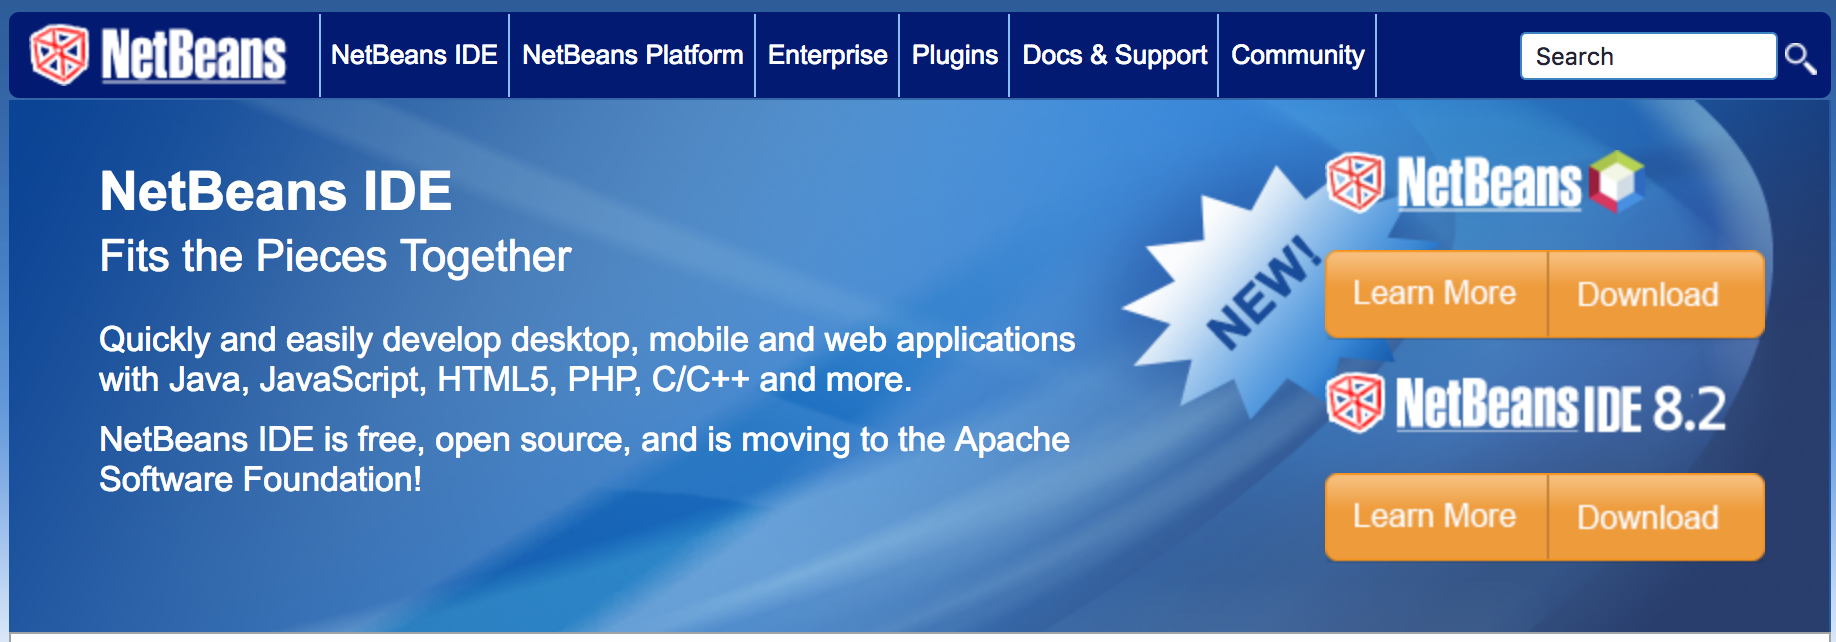 NetBeans
NetBeans IDE
NetBeans Platform
Enterprise
Plugins
Docs & Support
Community
Search
NetBeans IDE
Fits the Pieces Together
Quickly and easily develop desktop, mobile and web applications
with Java, JavaScript, HTML5, PHP, C/C++ and more.
NetBeans IDE is free, open source, and is moving to the Apache
Software Foundation!
NEW!
NetBeans
Learn More
Download
NetBeans IDE 8.2
Learn More
Download